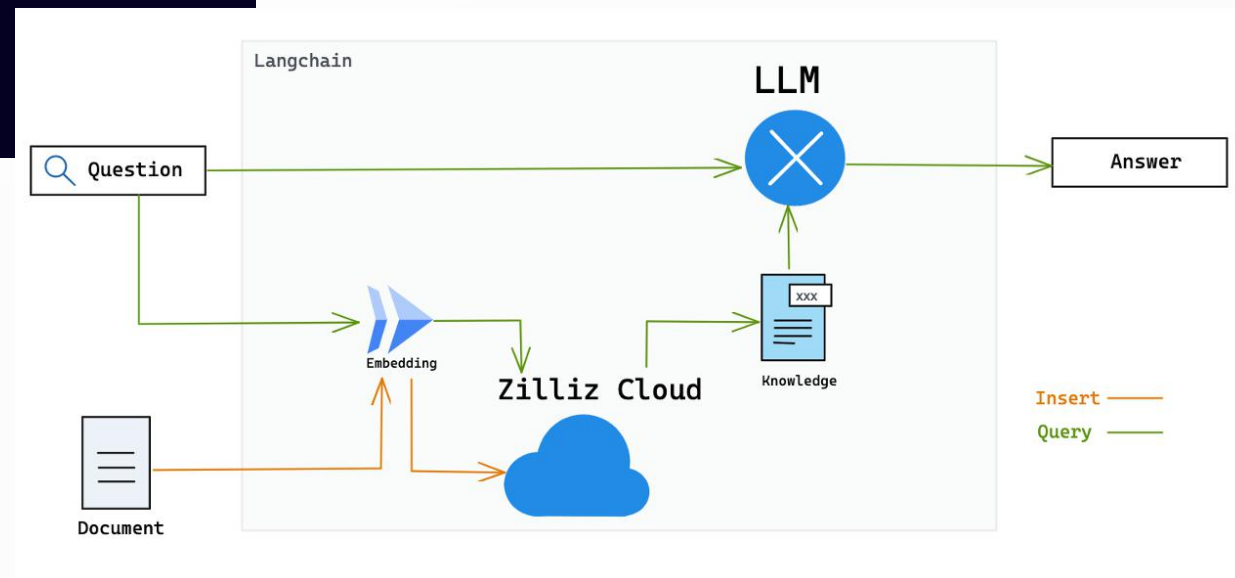 Langchain
LLM
Question
Answer
xxx
Embedding
Zilliz Cloud
Knowledge
Insert
Query
Document